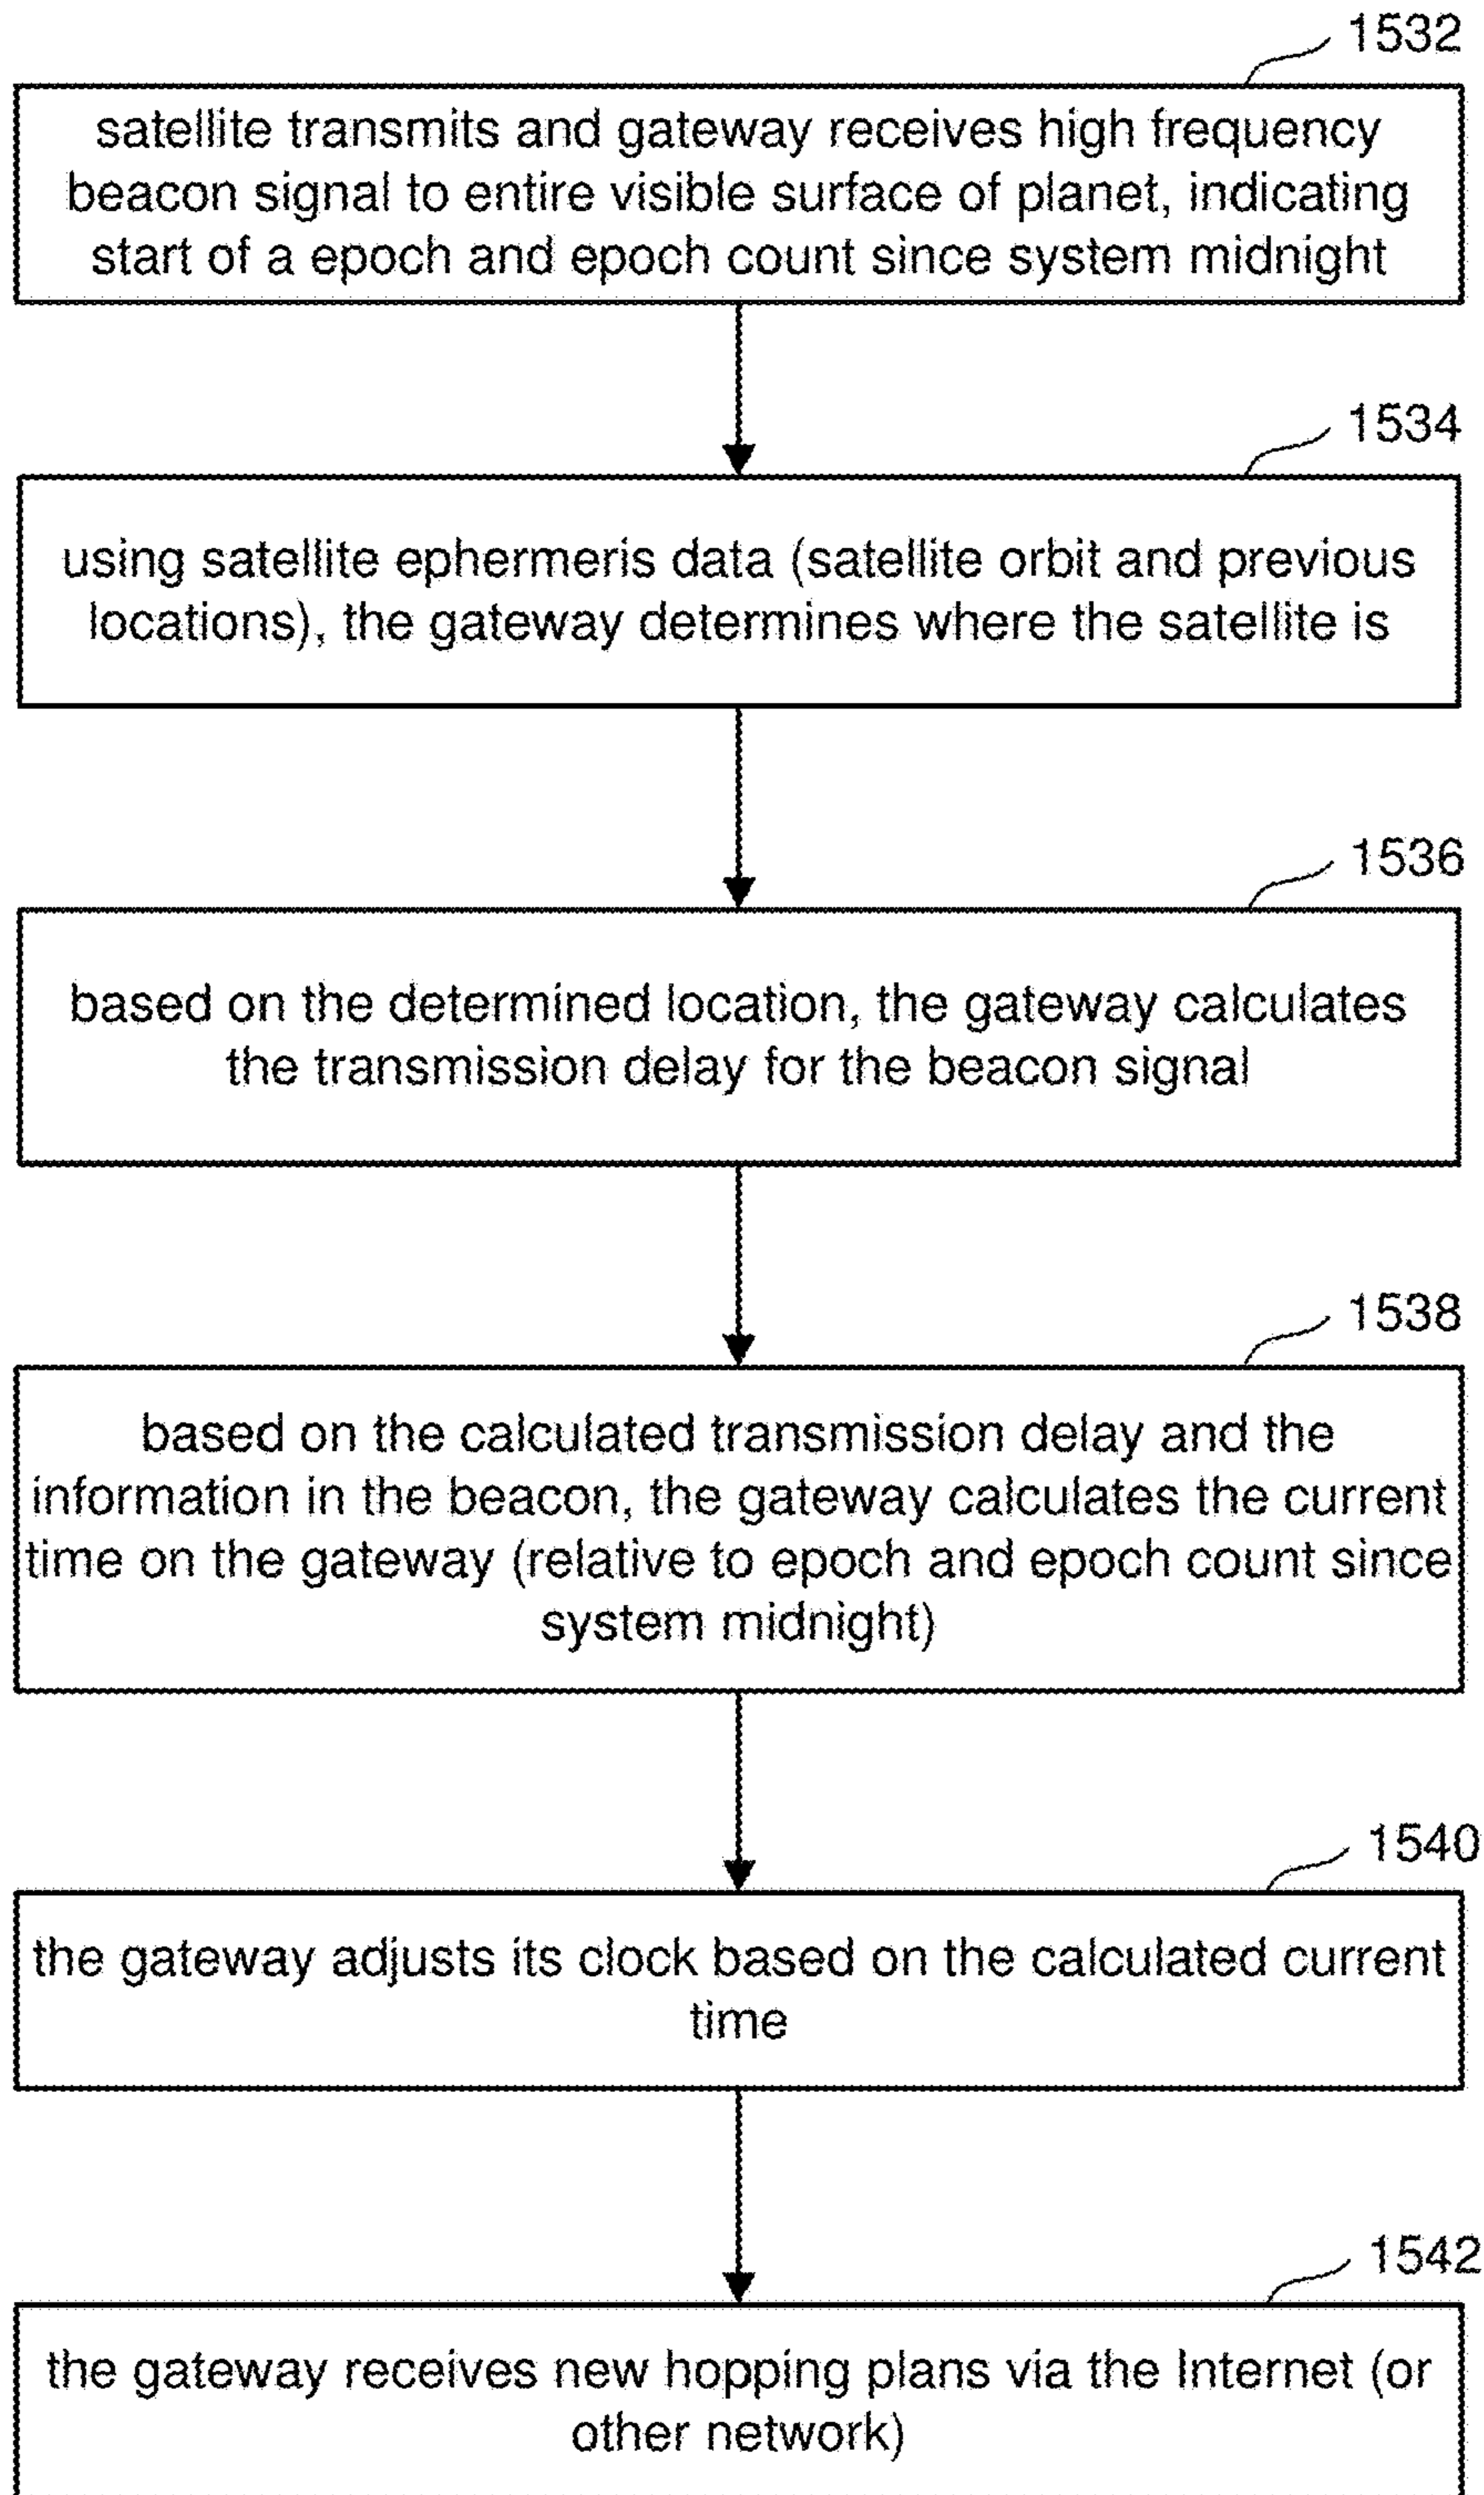 1532
satellite transmits and gateway receives high frequency
beacon signal to entire visible surface of planet, indicating
start of a epoch and epoch count since system midnight
1534
using satellite ephermeris data (satellite orbit and previous
locations), the gateway determines where the satellite is
1536
based on the determined location, the gateway calculates
the transmission delay for the beacon signal
1538
based on the calculated transmission delay and the
information in the beacon, the gateway calculates the current
time on the gateway (relative to epoch and epoch count since
system midnight)
1540
the gateway adjusts its clock based on the calculated current
time
1542
the gateway receives new hopping plans via the Internet (or
other network)